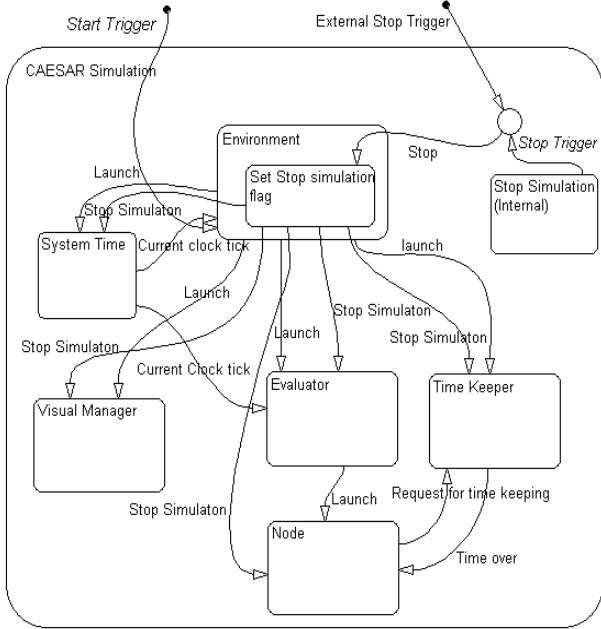 Start Trigger
External Stop Trigger
CAESAR Simulation
Environment
Stop
Stop Trigger
Launch
Set Stop simulation
flag
Stop Simulation
(Internal)
Stop Simulaton
System Time
Current clock tick
launch
Launch
Stop Simulaton
Launch
Stop Simulaton
Stop Simulaton
Current Clock tick
Evaluator
Time Keeper
Visual Manager
Launch
Request for time keeping
Stop Simulaton
Node
Time over